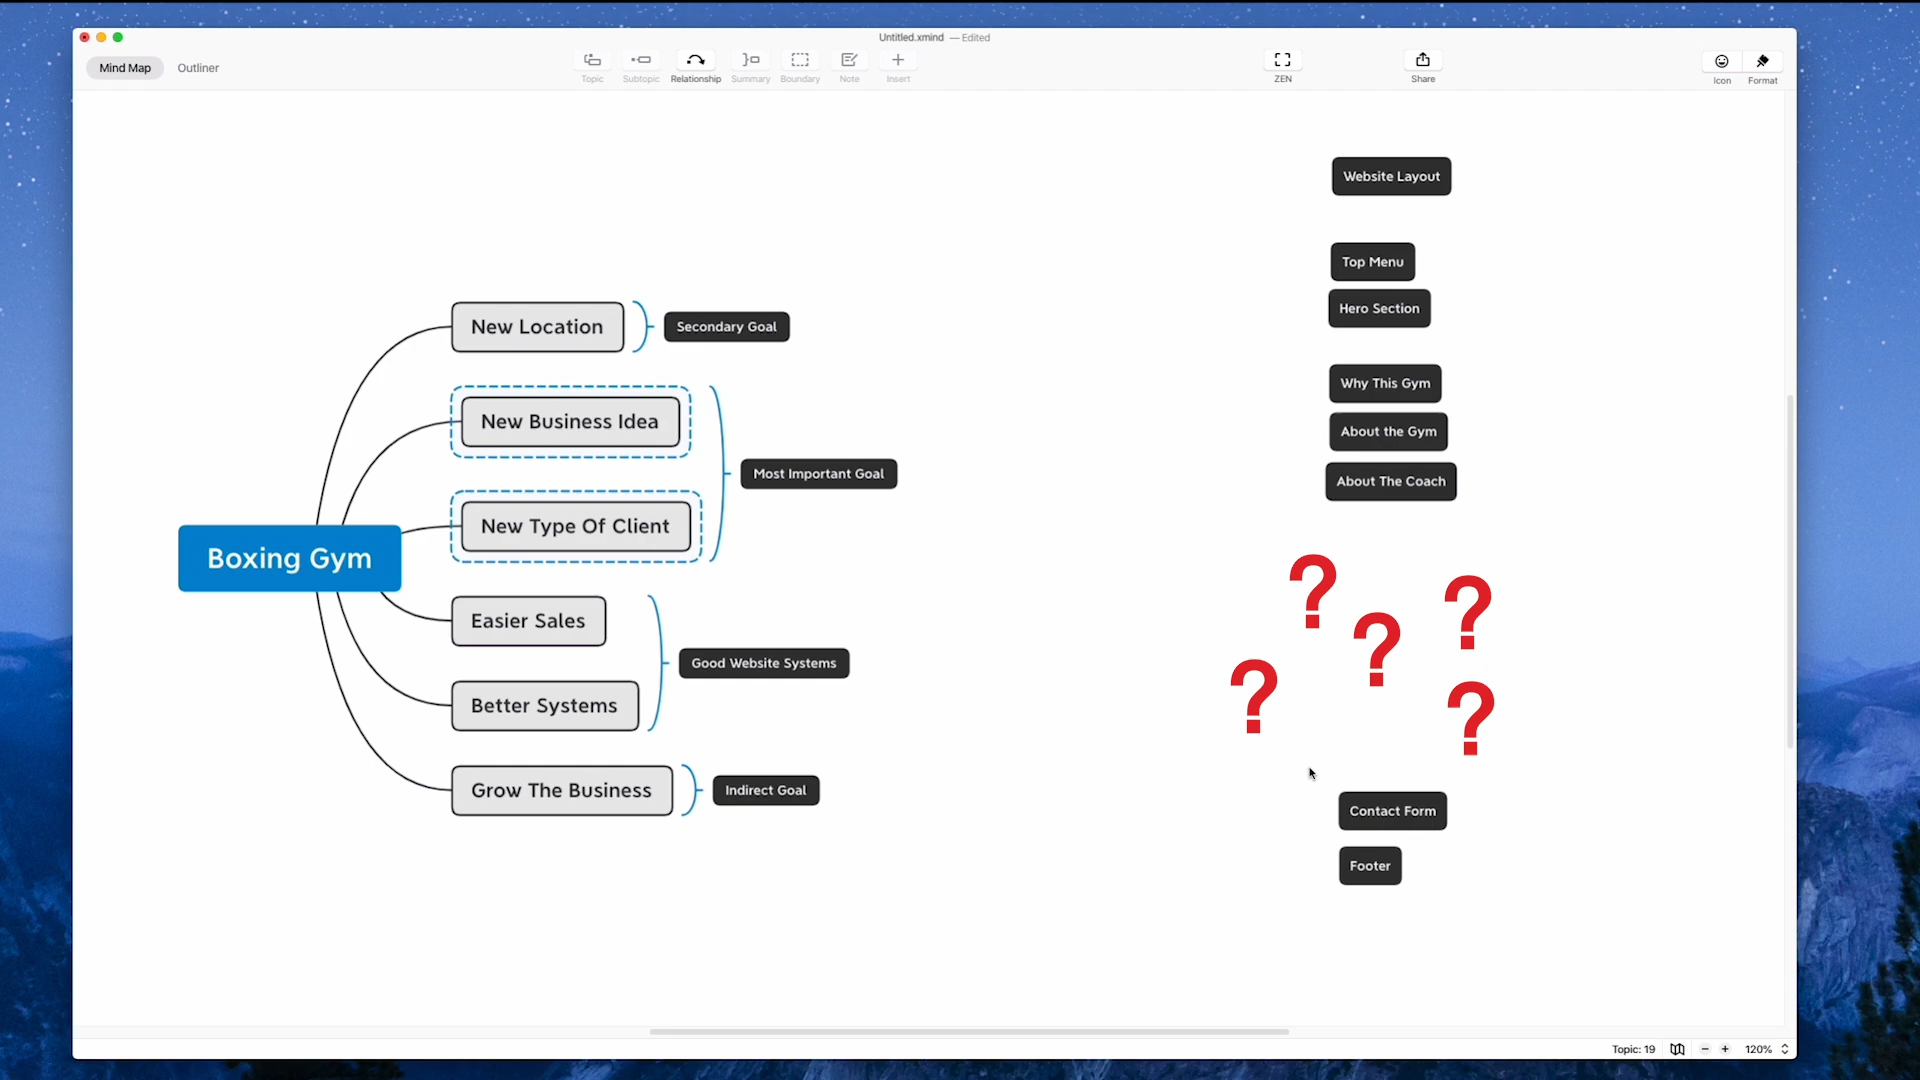 Untitled.xmind — Edited
Mind Map
Outliner
Topic
Subtopic
Relationship
Summary
Boundary
Note
Insert
ZEN
Share
Icon
Format
Website Layout
Top Menu
Hero Section
Why This Gym
About the Gym
About The Coach
New Location
Secondary Goal
New Business Idea
Most Important Goal
New Type Of Client
Boxing Gym
Easier Sales
Good Website Systems
Better Systems
Grow The Business
Indirect Goal
? ? ? ? ?
Contact Form
Footer
Topic: 19
120%